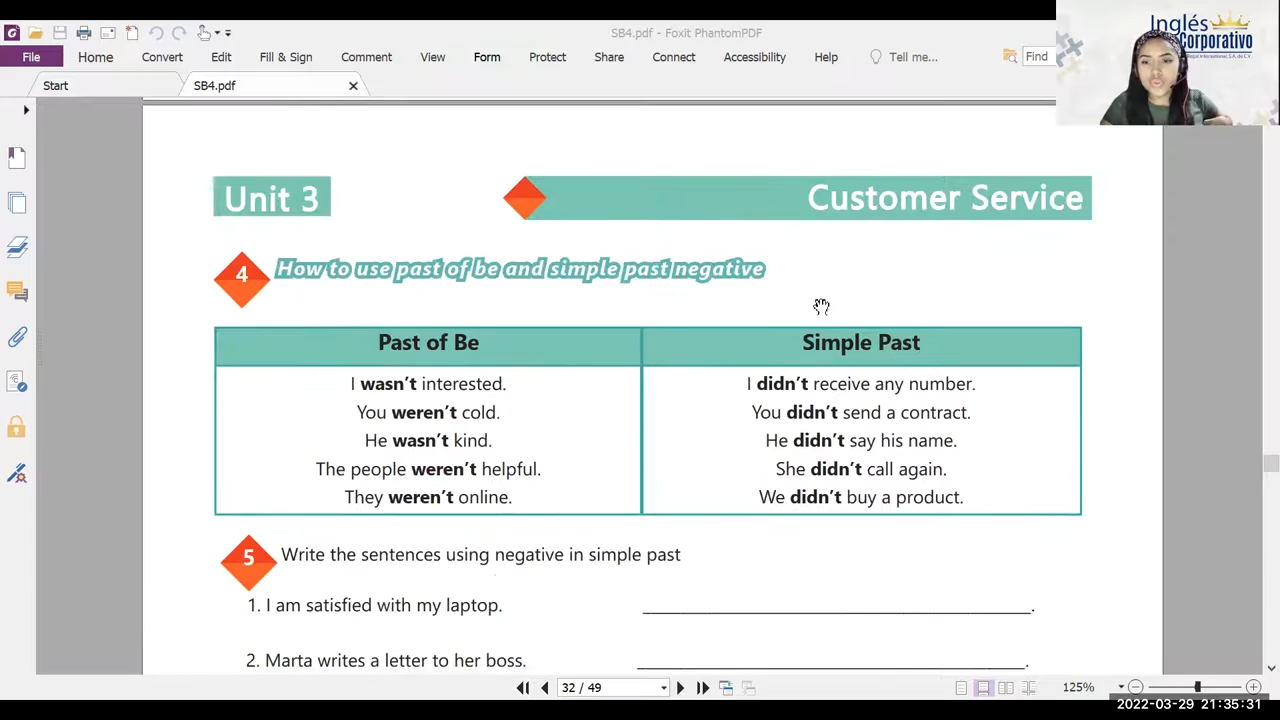 SB4.pdf - Foxit PhantomPDF
File Home Convert Edit Fill & Sign Comment View Form Protect Share Connect Accessibility Help Tell me... Find
Inglés
Corporativo
Start SB4.pdf
Unit 3 Customer Service
4 How to use past of be and simple past negative
Past of Be Simple Past
I wasn't interested. I didn't receive any number.
You weren't cold. You didn't send a contract.
He wasn't kind. He didn't say his name.
The people weren't helpful. She didn't call again.
They weren't online. We didn't buy a product.
5 Write the sentences using negative in simple past
1. I am satisfied with my laptop. ______________________________________.
2. Marta writes a letter to her boss. ______________________________________.
32 / 49 125%
2022-03-29 21:35:31